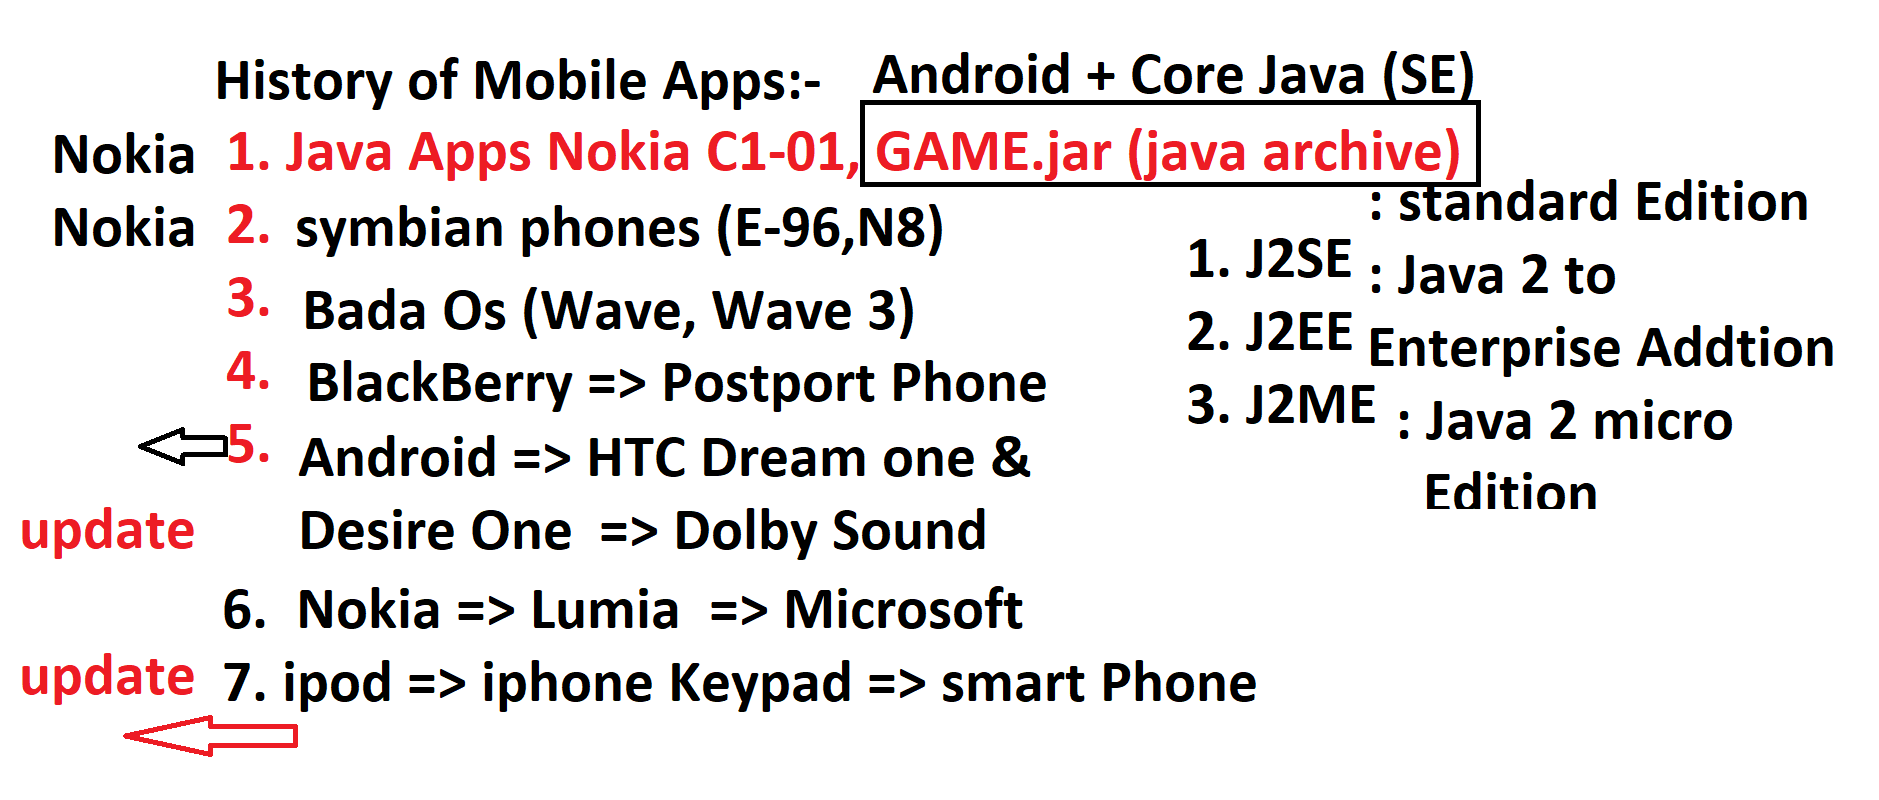 History of Mobile Apps:-
Android + Core Java (SE)
Nokia 1. Java Apps Nokia C1-01, GAME.jar (java archive)
Nokia 2. symbian phones (E-96,N8)
3. Bada Os (Wave, Wave 3)
4. BlackBerry => Postport Phone
5. Android => HTC Dream one &
update Desire One => Dolby Sound
6. Nokia => Lumia => Microsoft
update 7. ipod => iphone Keypad => smart Phone
: standard Edition
1. J2SE : Java 2 to
2. J2EE Enterprise Addtion
3. J2ME : Java 2 micro
Edition